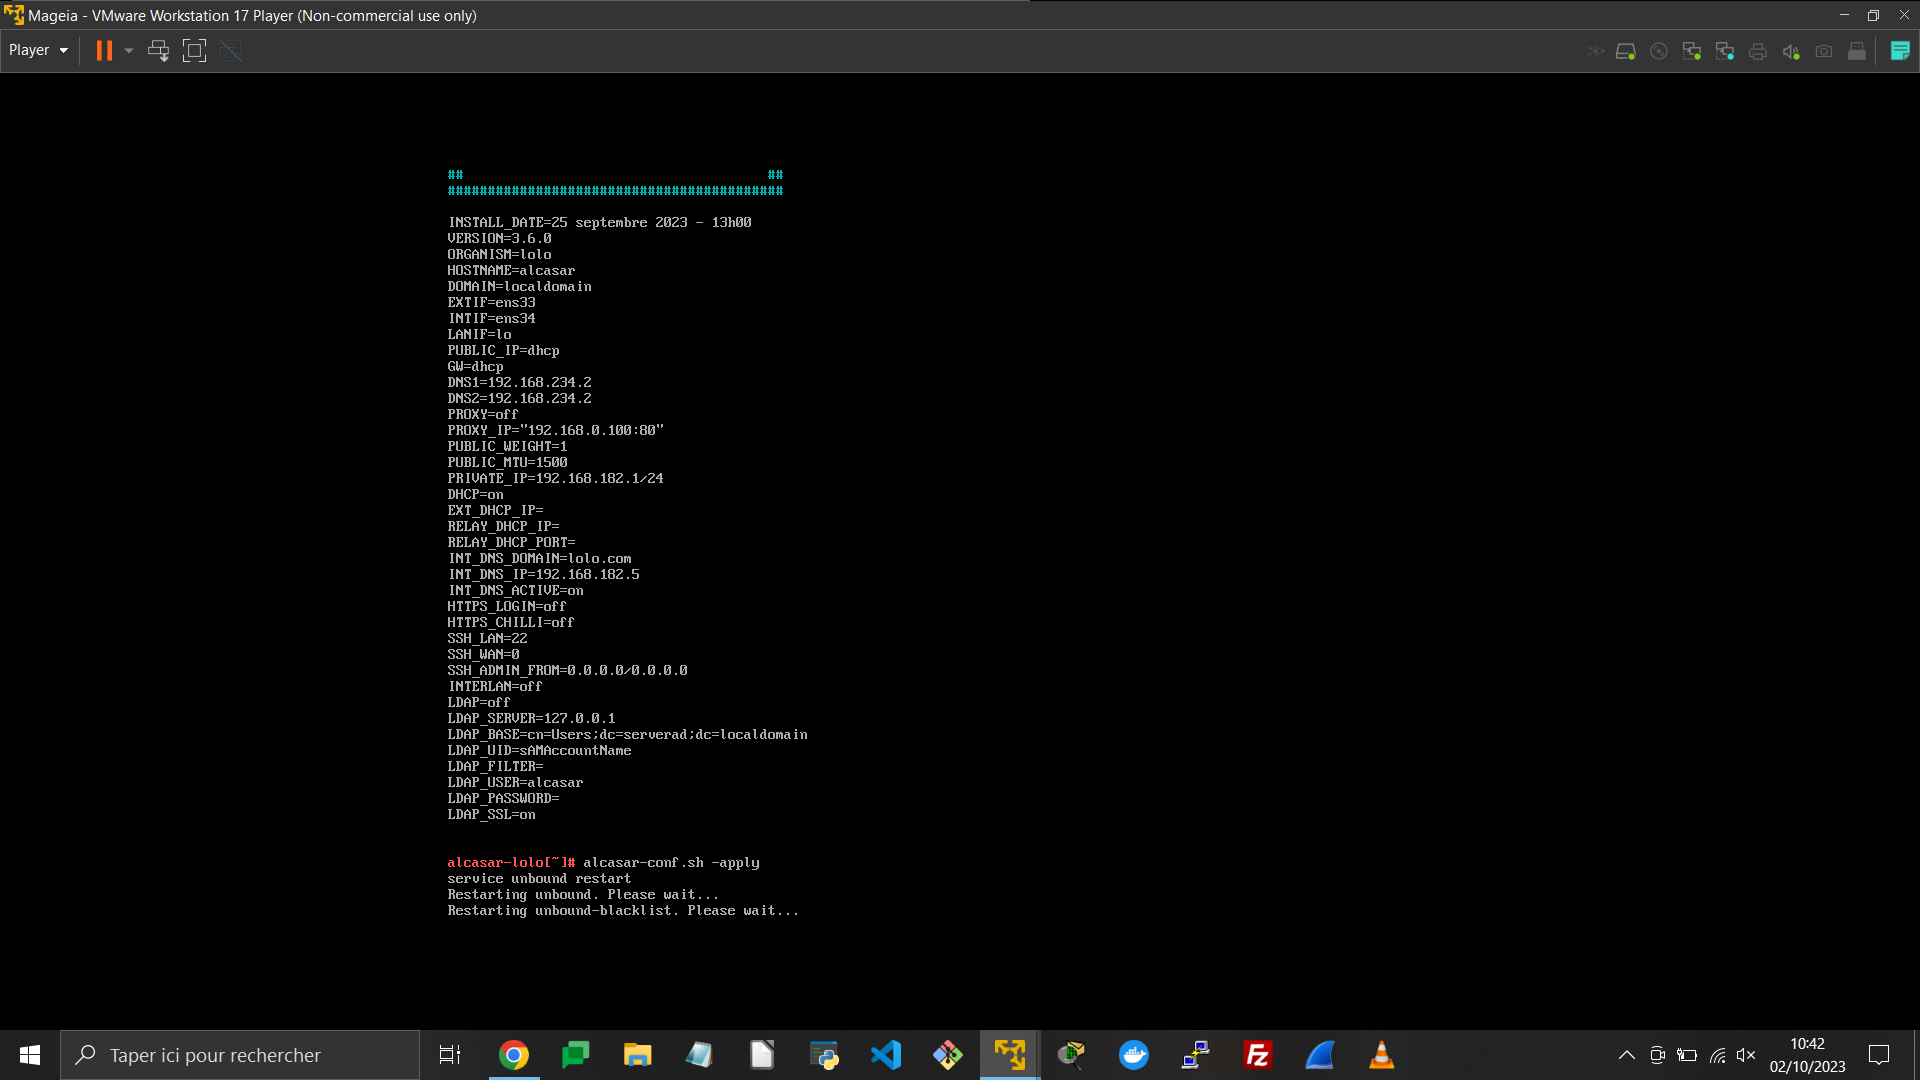 Mageia - VMware Workstation 17 Player (Non-commercial use only)
Player
##                                      ##
##########################################
INSTALL_DATE=25 septembre 2023 - 13h00
VERSION=3.6.0
ORGANISM=lolo
HOSTNAME=alcasar
DOMAIN=localdomain
EXTIF=ens33
INTIF=ens34
LANIF=lo
PUBLIC_IP=dhcp
GW=dhcp
DNS1=192.168.234.2
DNS2=192.168.234.2
PROXY=off
PROXY_IP="192.168.0.100:80"
PUBLIC_WEIGHT=1
PUBLIC_MTU=1500
PRIVATE_IP=192.168.182.1/24
DHCP=on
EXT_DHCP_IP=
RELAY_DHCP_IP=
RELAY_DHCP_PORT=
INT_DNS_DOMAIN=lolo.com
INT_DNS_IP=192.168.182.5
INT_DNS_ACTIVE=on
HTTPS_LOGIN=off
HTTPS_CHILLI=off
SSH_LAN=22
SSH_WAN=0
SSH_ADMIN_FROM=0.0.0.0/0.0.0.0
INTERLAN=off
LDAP=off
LDAP_SERVER=127.0.0.1
LDAP_BASE=cn=Users;dc=serverad;dc=localdomain
LDAP_UID=sAMAccountName
LDAP_FILTER=
LDAP_USER=alcasar
LDAP_PASSWORD=
LDAP_SSL=on
alcasar-lolo[~]# alcasar-conf.sh -apply
service unbound restart
Restarting unbound. Please wait...
Restarting unbound-blacklist. Please wait...
Taper ici pour rechercher
Fz
10:42
02/10/2023